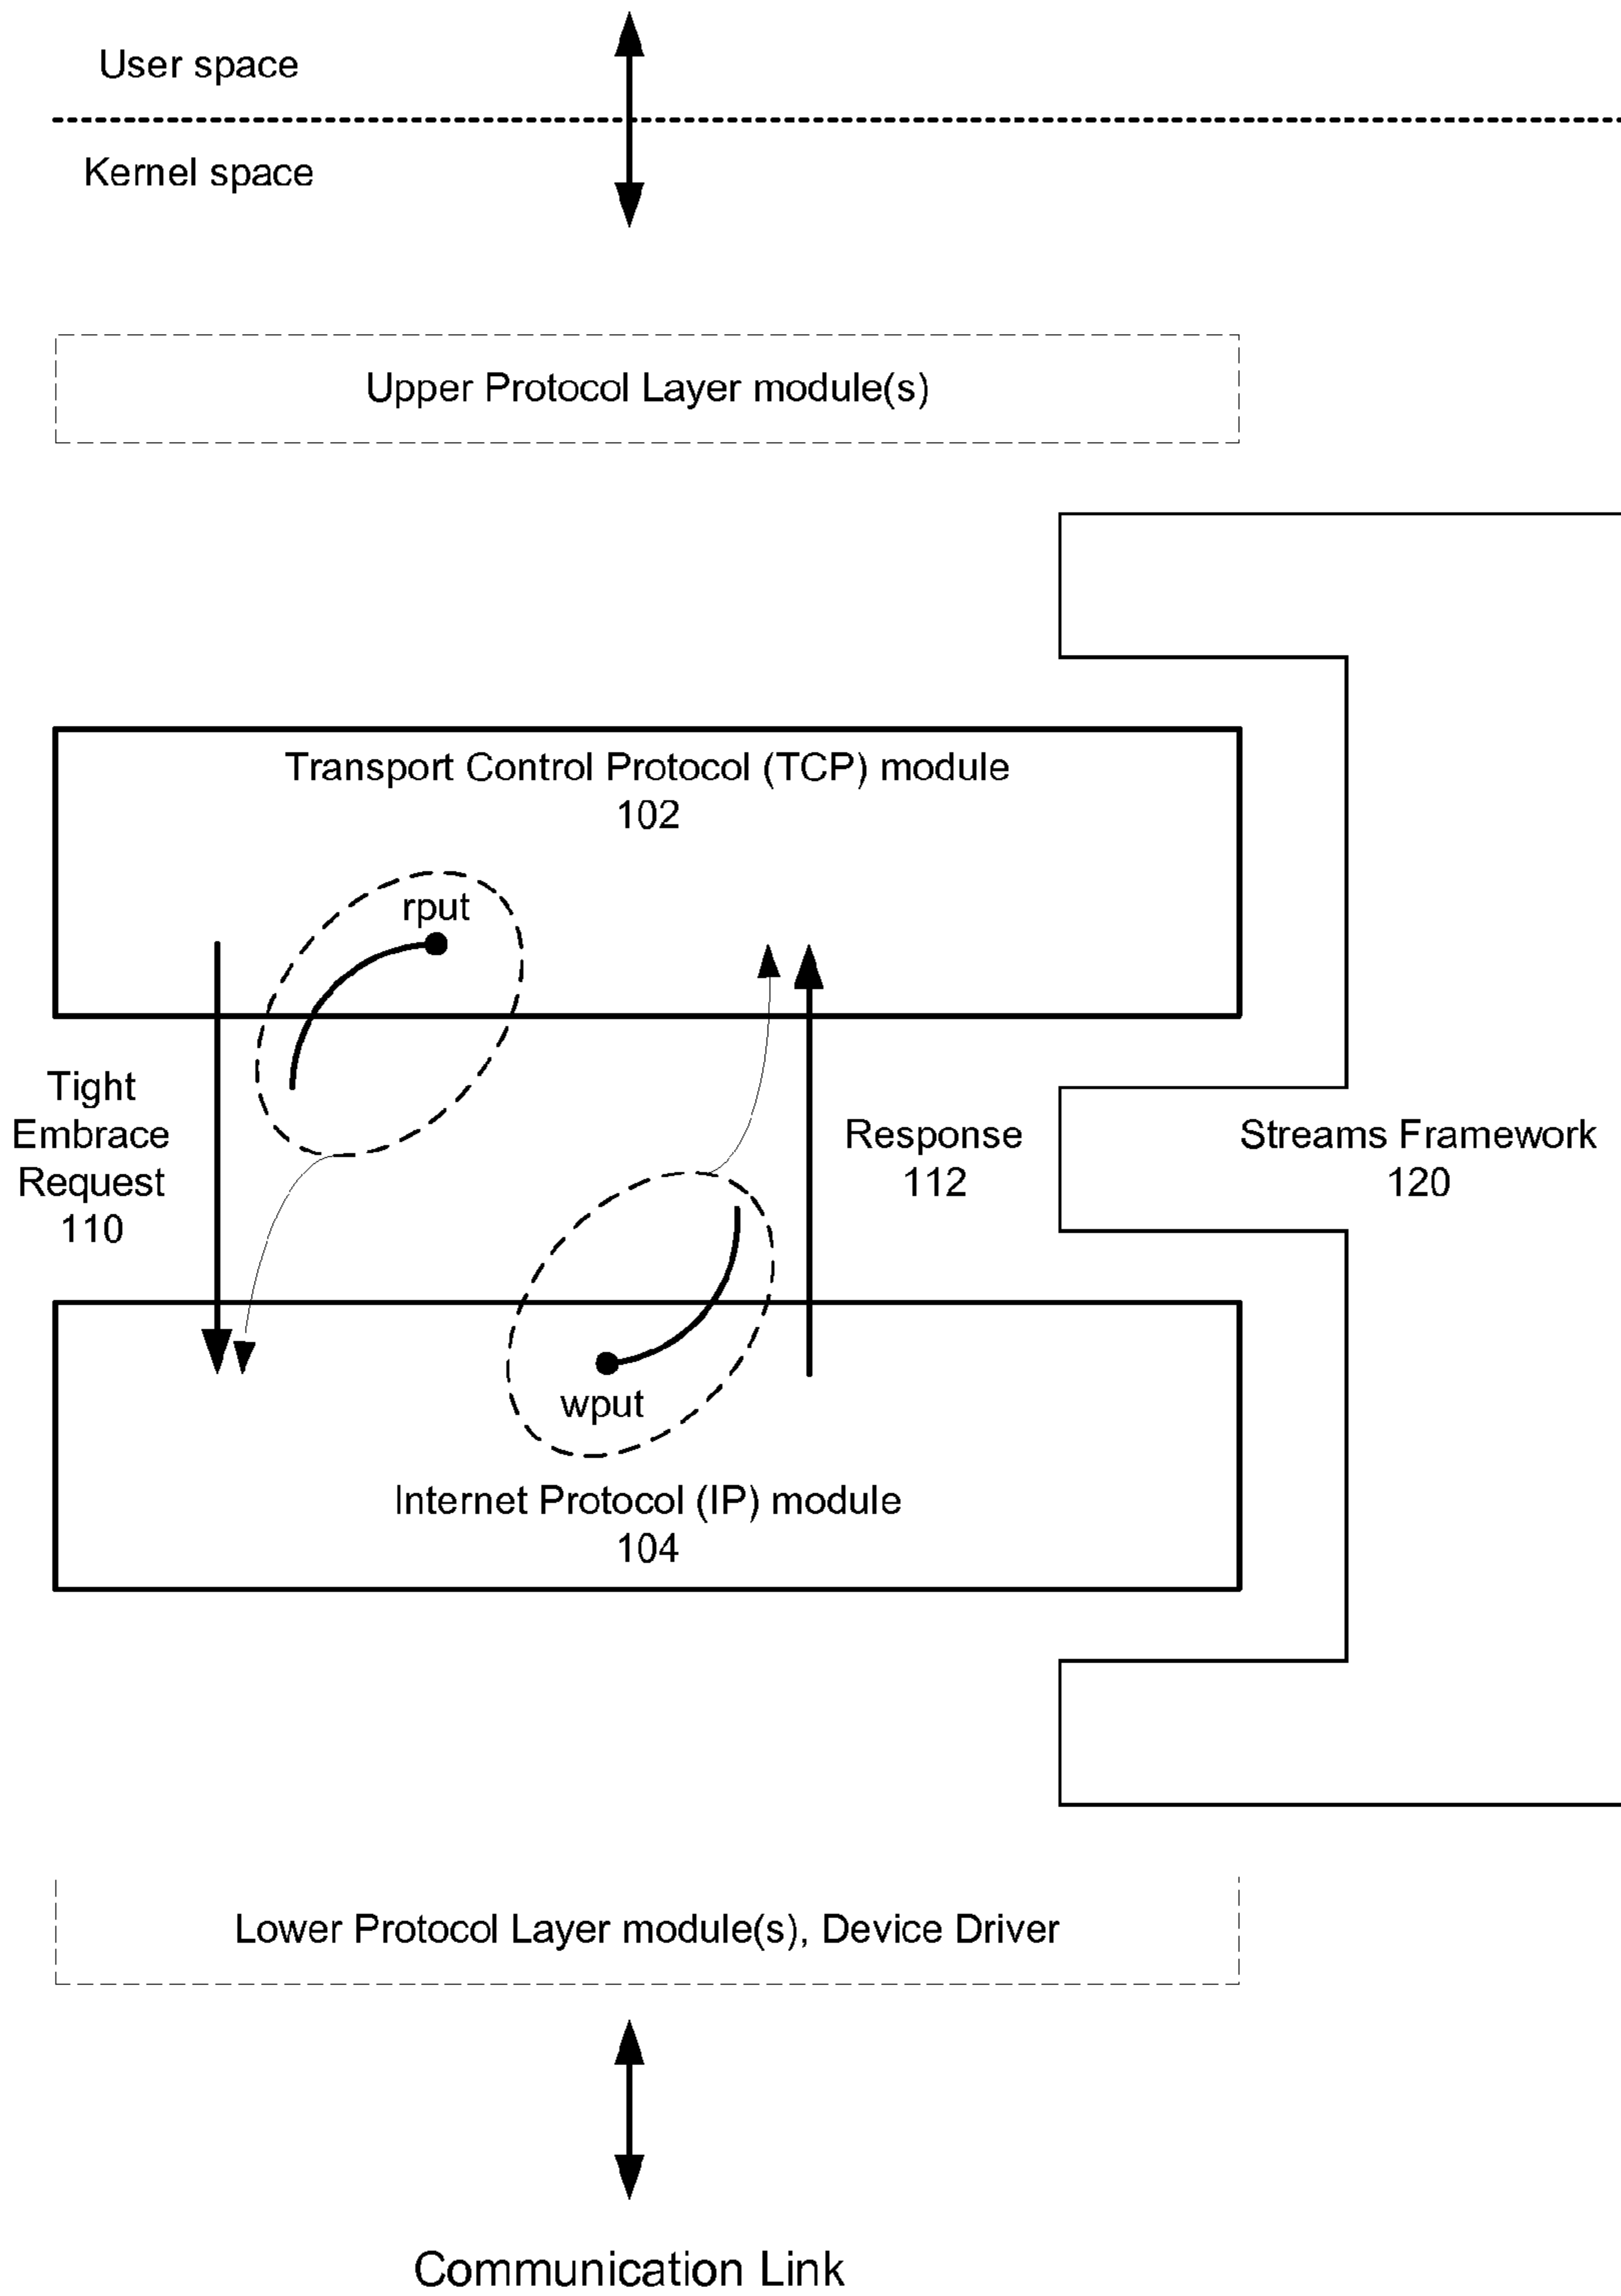 User space
Kernel space
Upper Protocol Layer module(s)
Transport Control Protocol (TCP) module
102
rput
Tight
Embrace
Request
110
Response
112
Streams Framework
120
wput
Internet Protocol (IP) module
104
Lower Protocol Layer module(s), Device Driver
Communication Link